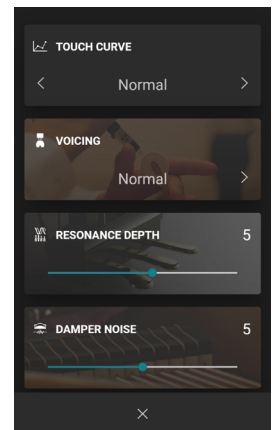 TOUCH CURVE
Normal
VOICING
Normal
RESONANCE DEPTH 5
DAMPER NOISE 5